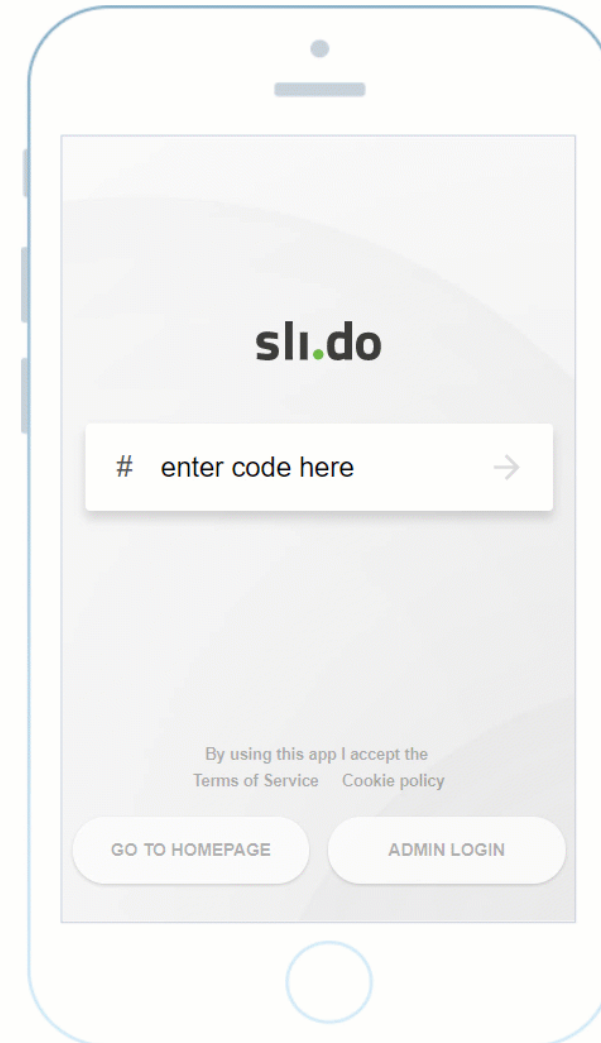 sli.do
# enter code here
By using this app I accept the
Terms of Service Cookie policy
GO TO HOMEPAGE ADMIN LOGIN